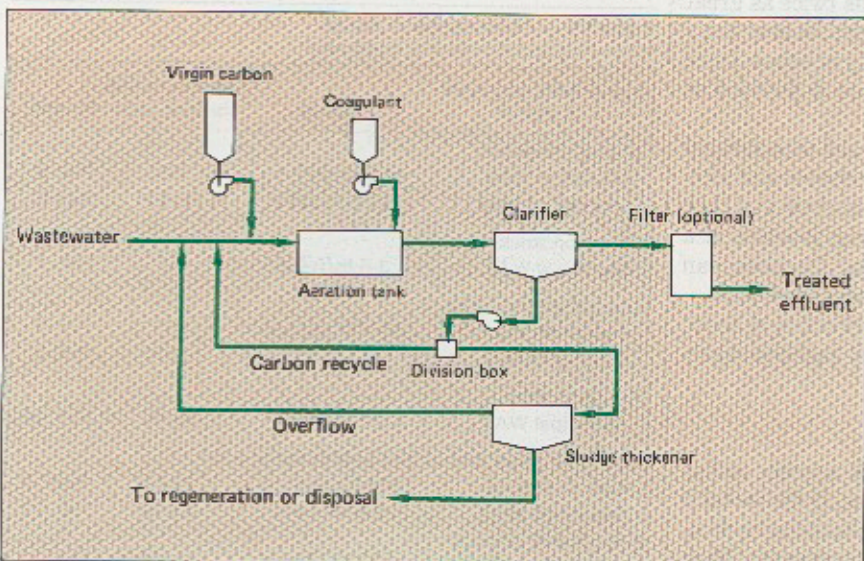 Virgin carbon
Coagulant
Clarifier
Filter (optional)
Wastewater
Aeration tank
Treated
effluent
Carbon recycle
Division box
Overflow
Sludge thickener
To regeneration or disposal